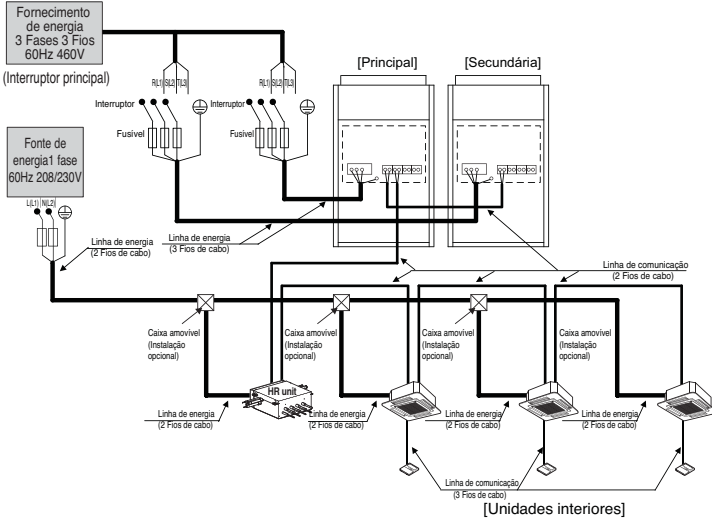 Fornecimento
de energia
3 Fases 3 Fios
60Hz 460V
(Interruptor principal)
[Principal]
[Secundária]
R(L1) S(L2) T(L3)
R(L1) S(L2) T(L3)
Interruptor
Interruptor
Fusível
Fusível
Fonte de
energia1 fase
60Hz 208/230V
L(L1) N(L2)
Linha de energia
(2 Fios de cabo)
Linha de energia
(3 Fios de cabo)
Linha de comunicação
(2 Fios de cabo)
Caixa amovível
(Instalação
opcional)
Caixa amovível
(Instalação
opcional)
Caixa amovível
(Instalação
opcional)
Caixa amovível
(Instalação
opcional)
HR unit
Linha de energia
(2 Fios de cabo)
Linha de energia
(2 Fios de cabo)
Linha de energia
(2 Fios de cabo)
Linha de energia
(2 Fios de cabo)
Linha de comunicação
(3 Fios de cabo)
[Unidades interiores]